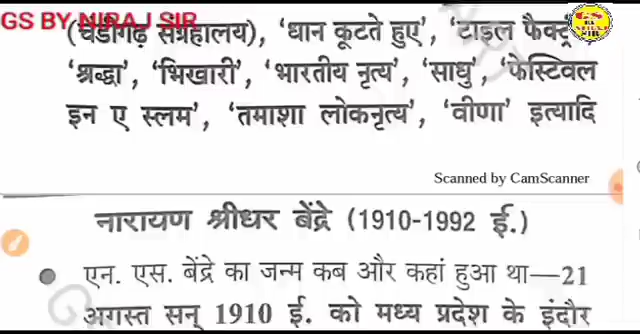 GS BY NIRAJ SIR
(चंडीगढ़ संग्रहालय), ‘धान कूटते हुए’, ‘टाइल फैक्ट्री
‘श्रद्धा’, ‘भिखारी’, ‘भारतीय नृत्य’, ‘साधु’, ‘फेस्टिवल
इन ए स्लम’, ‘तमाशा लोकनृत्य’, ‘वीणा’ इत्यादि
Scanned by CamScanner
नारायण श्रीधर बेंद्रे (1910-1992 ई.)
एन. एस. बेंद्रे का जन्म कब और कहां हुआ था—21
अगस्त सन् 1910 ई. को मध्य प्रदेश के इंदौर